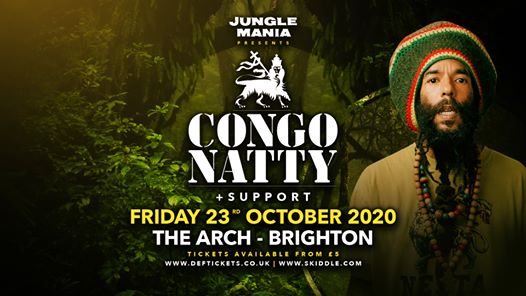 JUNGLE
MANIA
PRESENTS
CONGO
NATTY
+ SUPPORT
FRIDAY 23RD OCTOBER 2020
THE ARCH - BRIGHTON
TICKETS AVAILABLE FROM £5
WWW.DEFTICKETS.CO.UK | WWW.SKIDDLE.COM
NESTA